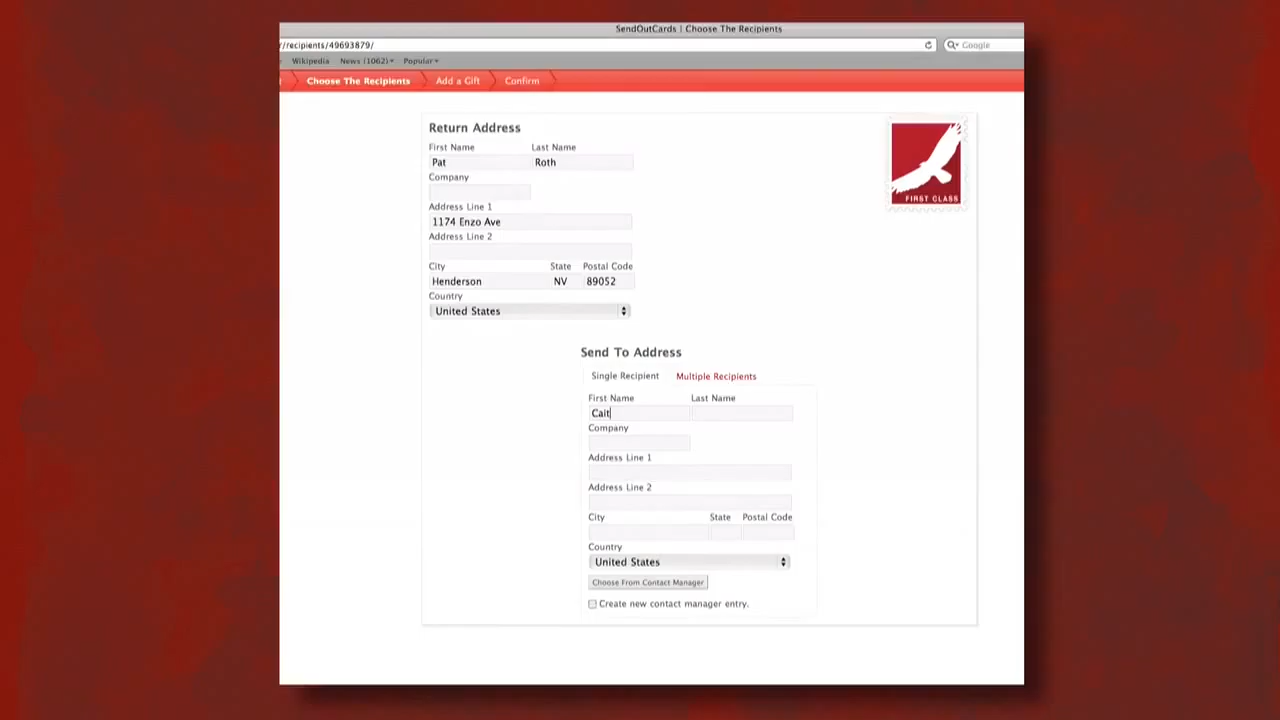 SendOutCards | Choose The Recipients
/recipients/49693879/
Google
Wikipedia News (1062) Popular
Choose The Recipients Add a Gift Confirm
Return Address
First Name Last Name
Pat Roth
Company
Address Line 1
1174 Enzo Ave
Address Line 2
City State Postal Code
Henderson NV 89052
Country
United States
FIRST CLASS
Send To Address
Single Recipient Multiple Recipients
First Name Last Name
Cait
Company
Address Line 1
Address Line 2
City State Postal Code
Country
United States
Choose From Contact Manager
Create new contact manager entry.